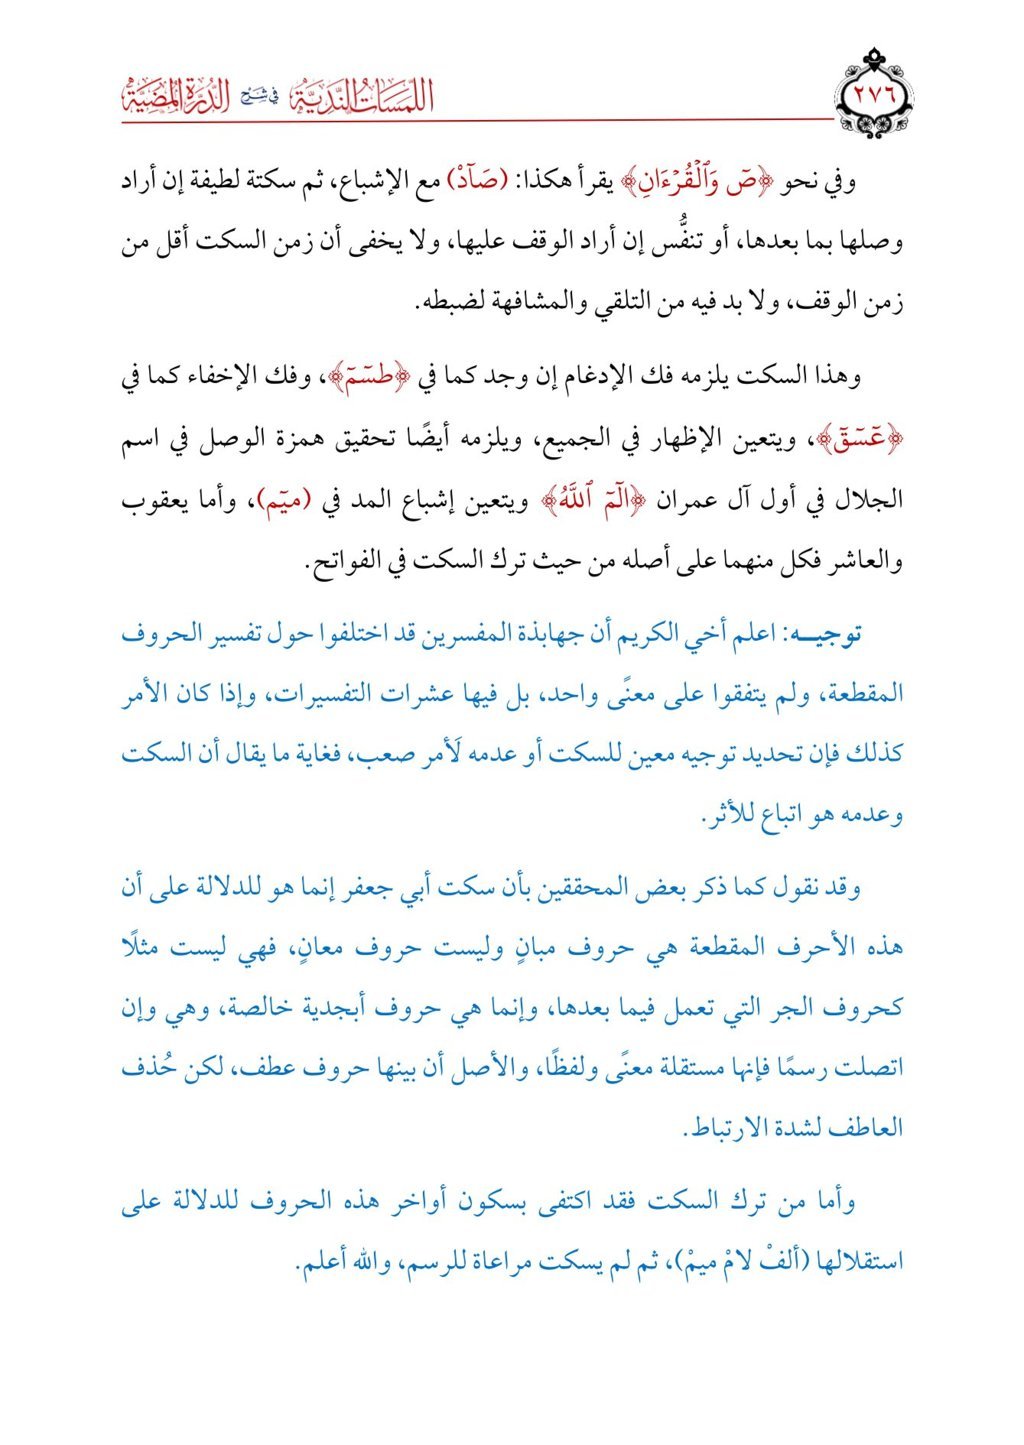 ٢٧٦
اللمسات الندية في شرح الدرة المضية
وفي نحو ﴿صٓ وَٱلۡقُرۡءَانِ﴾ يقرأ هكذا: (صَآدْ) مع الإشباع، ثم سكتة لطيفة إن أراد
وصلها بما بعدها، أو تنفُّس إن أراد الوقف عليها، ولا يخفى أن زمن السكت أقل من
زمن الوقف، ولا بد فيه من التلقي والمشافهة لضبطه.
وهذا السكت يلزمه فك الإدغام إن وجد كما في ﴿طسٓمٓ﴾، وفك الإخفاء كما في
﴿عٓسٓقٓ﴾، ويتعين الإظهار في الجميع، ويلزمه أيضًا تحقيق همزة الوصل في اسم
الجلال في أول آل عمران ﴿الٓمٓ ٱللَّهُ﴾ ويتعين إشباع المد في (ميٓم)، وأما يعقوب
والعاشر فكل منهما على أصله من حيث ترك السكت في الفواتح.
توجيـــه: اعلم أخي الكريم أن جهابذة المفسرين قد اختلفوا حول تفسير الحروف
المقطعة، ولم يتفقوا على معنًى واحد، بل فيها عشرات التفسيرات، وإذا كان الأمر
كذلك فإن تحديد توجيه معين للسكت أو عدمه لَأمر صعب، فغاية ما يقال أن السكت
وعدمه هو اتباع للأثر.
وقد نقول كما ذكر بعض المحققين بأن سكت أبي جعفر إنما هو للدلالة على أن
هذه الأحرف المقطعة هي حروف مبانٍ وليست حروف معانٍ، فهي ليست مثلًا
كحروف الجر التي تعمل فيما بعدها، وإنما هي حروف أبجدية خالصة، وهي وإن
اتصلت رسمًا فإنها مستقلة معنًى ولفظًا، والأصل أن بينها حروف عطف، لكن حُذف
العاطف لشدة الارتباط.
وأما من ترك السكت فقد اكتفى بسكون أواخر هذه الحروف للدلالة على
استقلالها (ألفْ لامْ ميمْ)، ثم لم يسكت مراعاة للرسم، والله أعلم.